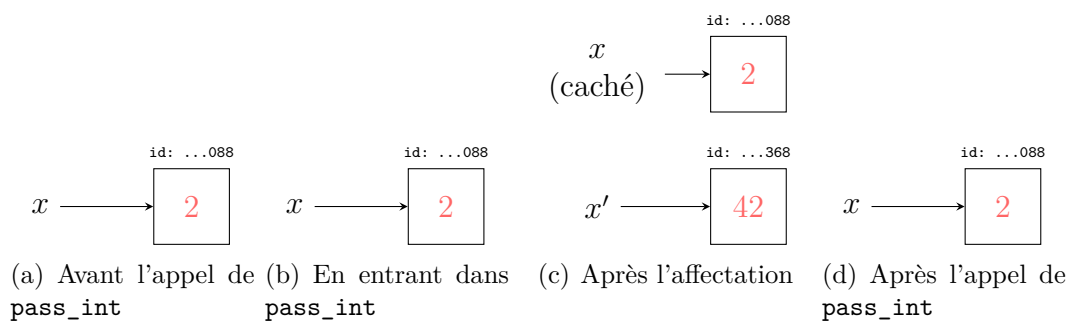 id: ...088
x
(caché)
2
id: ...088
x
2
id: ...088
x
2
id: ...368
x′
42
id: ...088
x
2
(a) Avant l'appel de
pass_int
(b) En entrant dans
pass_int
(c) Après l'affectation
(d) Après l'appel de
pass_int